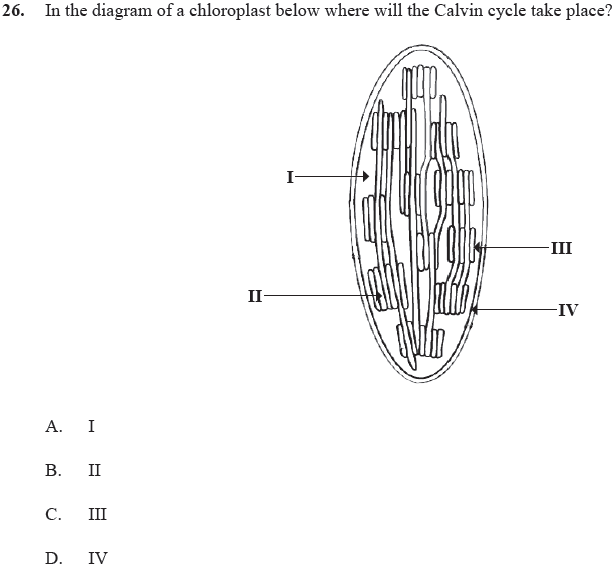 26. In the diagram of a chloroplast below where will the Calvin cycle take place?
I
III
II
IV
A. I
B. II
C. III
D. IV